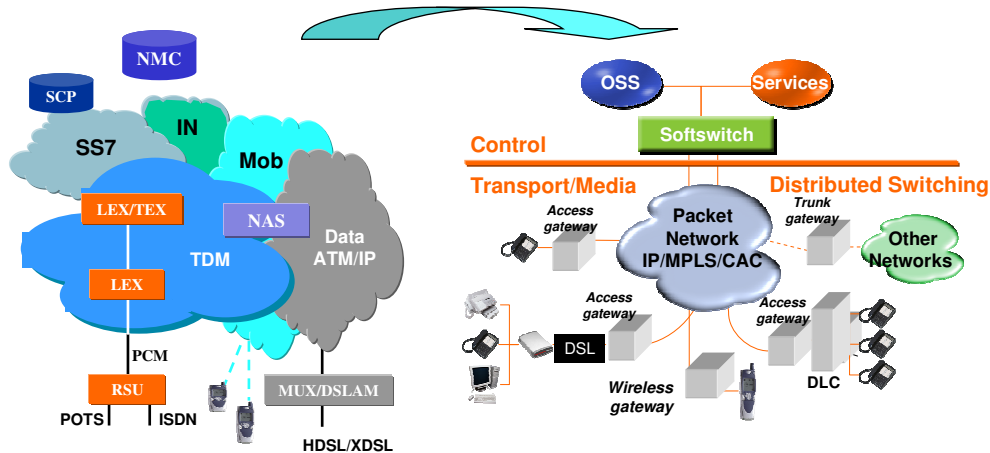 NMC
SCP
IN
SS7
Mob
LEX/TEX
NAS
Data
ATM/IP
TDM
LEX
PCM
RSU
MUX/DSLAM
POTS
ISDN
HDSL/XDSL
OSS
Services
Softswitch
Control
Transport/Media
Distributed Switching
Access
gateway
Packet
Network
IP/MPLS/CAC
Trunk
gateway
Other
Networks
Access
gateway
Access
gateway
DSL
Wireless
gateway
DLC